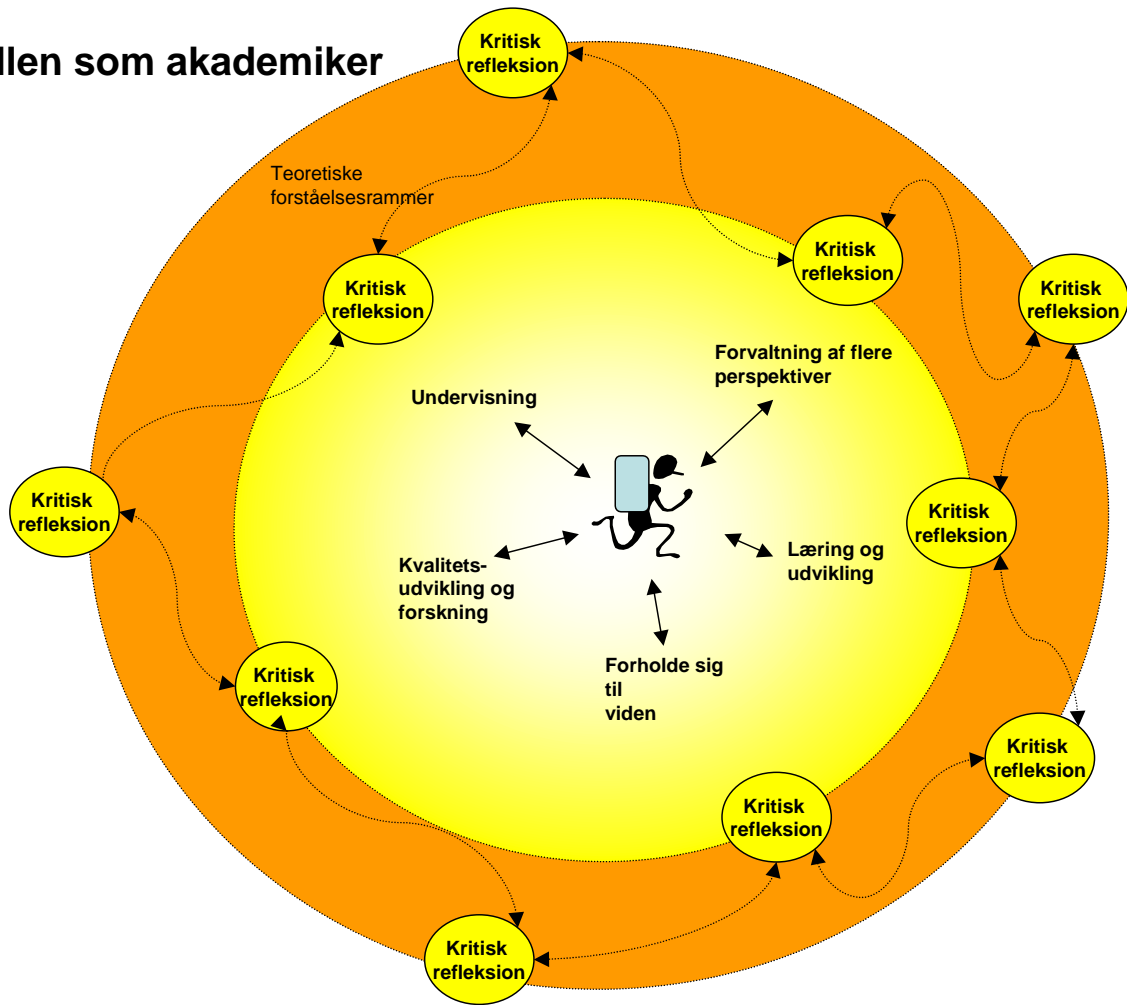 llen som akademiker
Kritisk
refleksion
Teoretiske
forståelsesrammer
Kritisk
refleksion
Kritisk
refleksion
Kritisk
refleksion
Forvaltning af flere
perspektiver
Undervisning
Kritisk
refleksion
Kritisk
refleksion
Læring og
udvikling
Kvalitets-
udvikling og
forskning
Forholde sig
til
viden
Kritisk
refleksion
Kritisk
refleksion
Kritisk
refleksion
Kritisk
refleksion